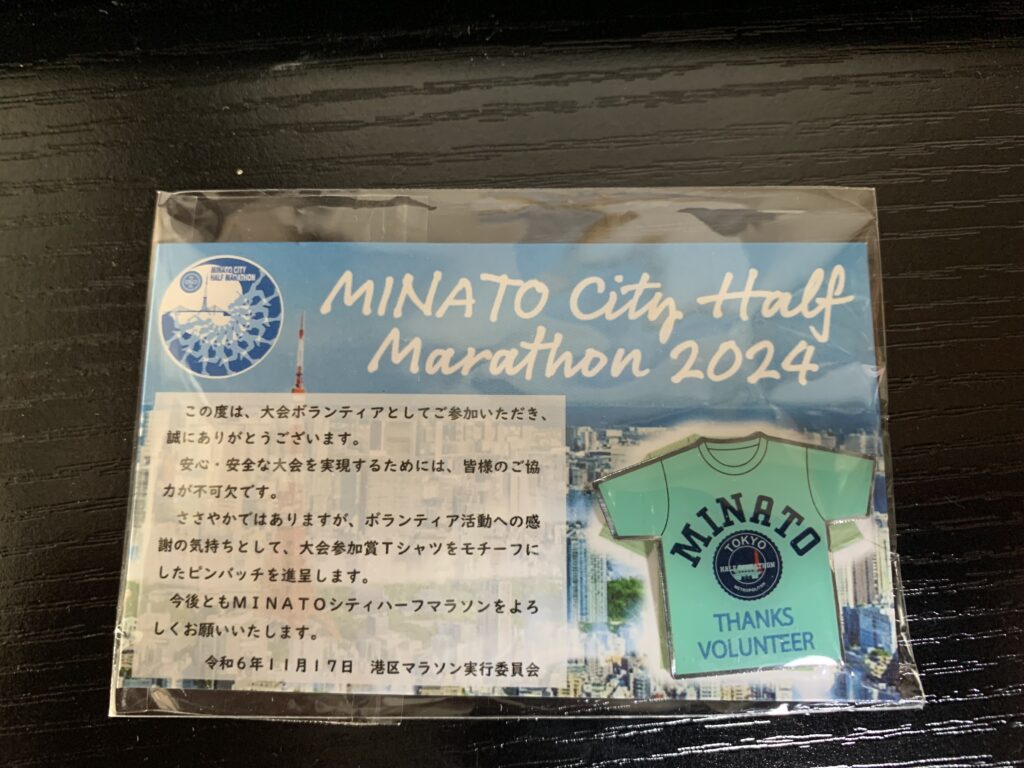 MINATO CITY
HALF MARATHON
MINATO City Half
Marathon 2024
この度は、大会ボランティアとしてご参加いただき、
誠にありがとうございます。
安心・安全な大会を実現するためには、皆様のご協
力が不可欠です。
ささやかではありますが、ボランティア活動への感
謝の気持ちとして、大会参加賞Tシャツをモチーフに
したピンバッチを進呈します。
今後ともMINATOシティハーフマラソンをよろ
しくお願いいたします。
令和6年11月17日 港区マラソン実行委員会
MINATO
TOKYO
HALF MARATHON
METROPOLITAN
THANKS
VOLUNTEER